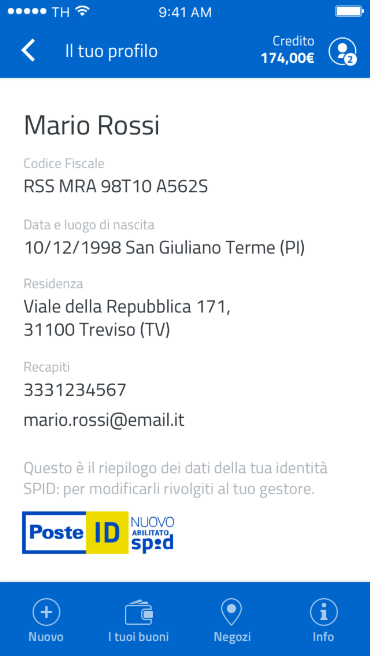 TH 9:41 AM
Il tuo profilo
Credito
174,00€
2
Mario Rossi
Codice Fiscale
RSS MRA 98T10 A562S
Data e luogo di nascita
10/12/1998 San Giuliano Terme (PI)
Residenza
Viale della Repubblica 171,
31100 Treviso (TV)
Recapiti
3331234567
mario.rossi@email.it
Questo è il riepilogo dei dati della tua identità
SPID: per modificarli rivolgiti al tuo gestore.
Poste ID NUOVO
ABILITATO
spid
Nuovo I tuoi buoni Negozi Info